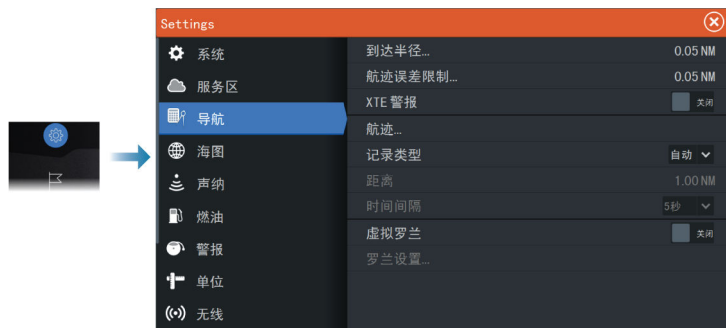 Settings
系统
服务区
导航
海图
声纳
燃油
警报
单位
无线
到达半径… 0.05 NM
航迹误差限制… 0.05 NM
XTE 警报 关闭
航迹…
记录类型 自动
距离 1.00 NM
时间间隔 5秒
虚拟罗兰 关闭
罗兰设置…